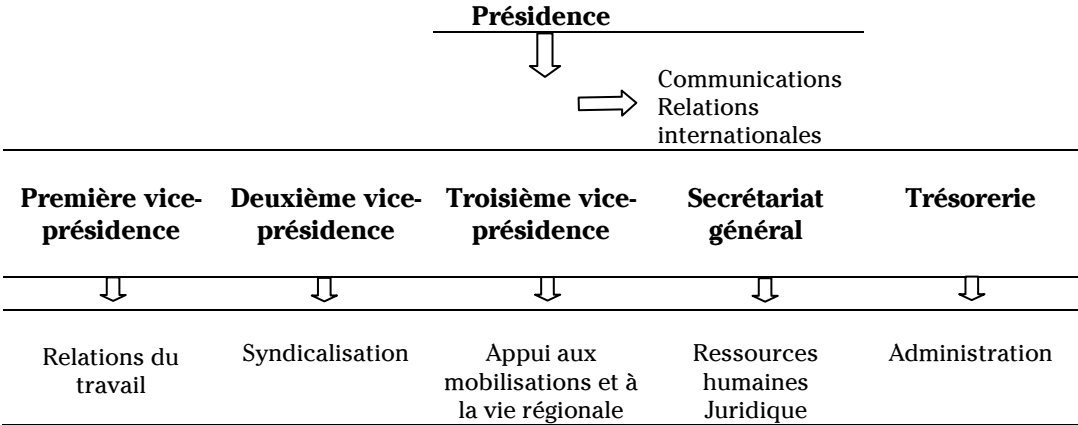 Présidence
Communications
Relations
internationales
Première vice-
présidence
Deuxième vice-
présidence
Troisième vice-
présidence
Secrétariat
général
Trésorerie
Relations du
travail
Syndicalisation
Appui aux
mobilisations et à
la vie régionale
Ressources
humaines
Juridique
Administration